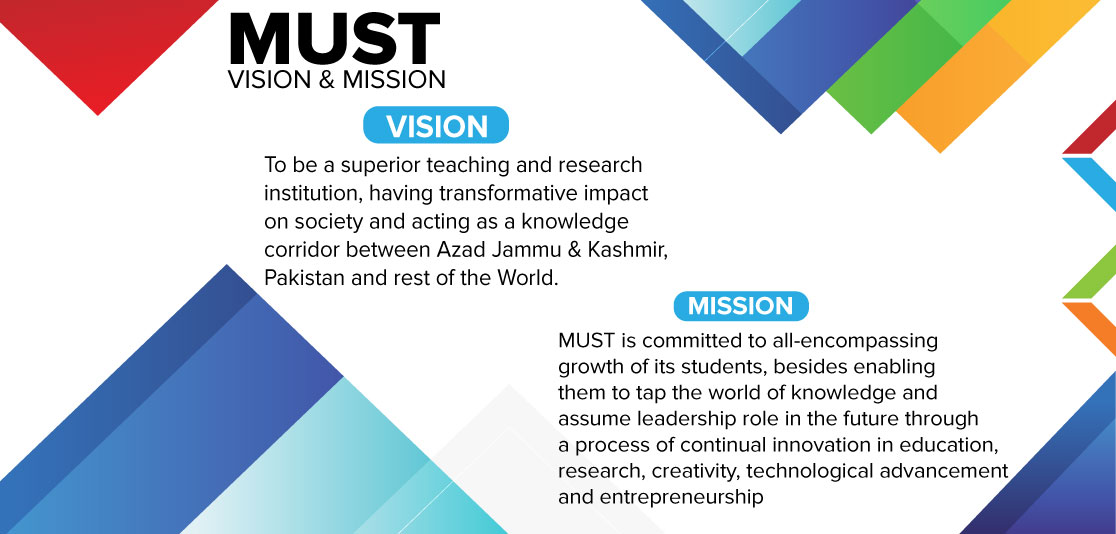 MUST
VISION & MISSION
VISION
To be a superior teaching and research
institution, having transformative impact
on society and acting as a knowledge
corridor between Azad Jammu & Kashmir,
Pakistan and rest of the World.
MISSION
MUST is committed to all-encompassing
growth of its students, besides enabling
them to tap the world of knowledge and
assume leadership role in the future through
a process of continual innovation in education,
research, creativity, technological advancement
and entrepreneurship